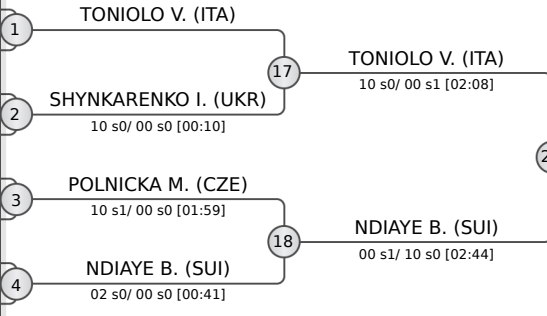 1
TONIOLO V. (ITA)
17
TONIOLO V. (ITA)
10 s0/ 00 s1 [02:08]
2
SHYNKARENKO I. (UKR)
10 s0/ 00 s0 [00:10]
3
POLNICKA M. (CZE)
10 s1/ 00 s0 [01:59]
18
NDIAYE B. (SUI)
00 s1/ 10 s0 [02:44]
4
NDIAYE B. (SUI)
02 s0/ 00 s0 [00:41]